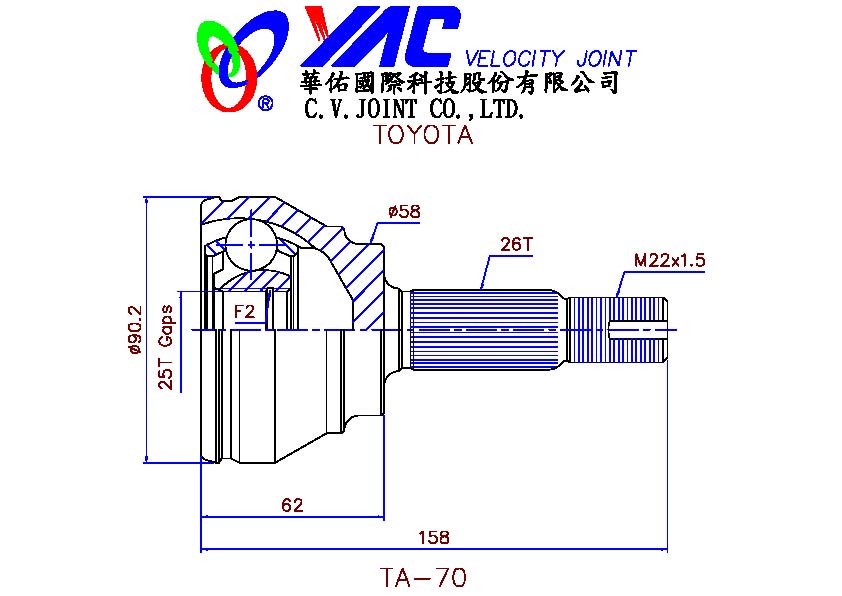 YAC VELOCITY JOINT
華佑國際科技股份有限公司
C.V.JOINT CO.,LTD.
®
TOYOTA
ø58
26T
M22x1.5
F2
ø90.2
25T Gaps
62
158
TA-70